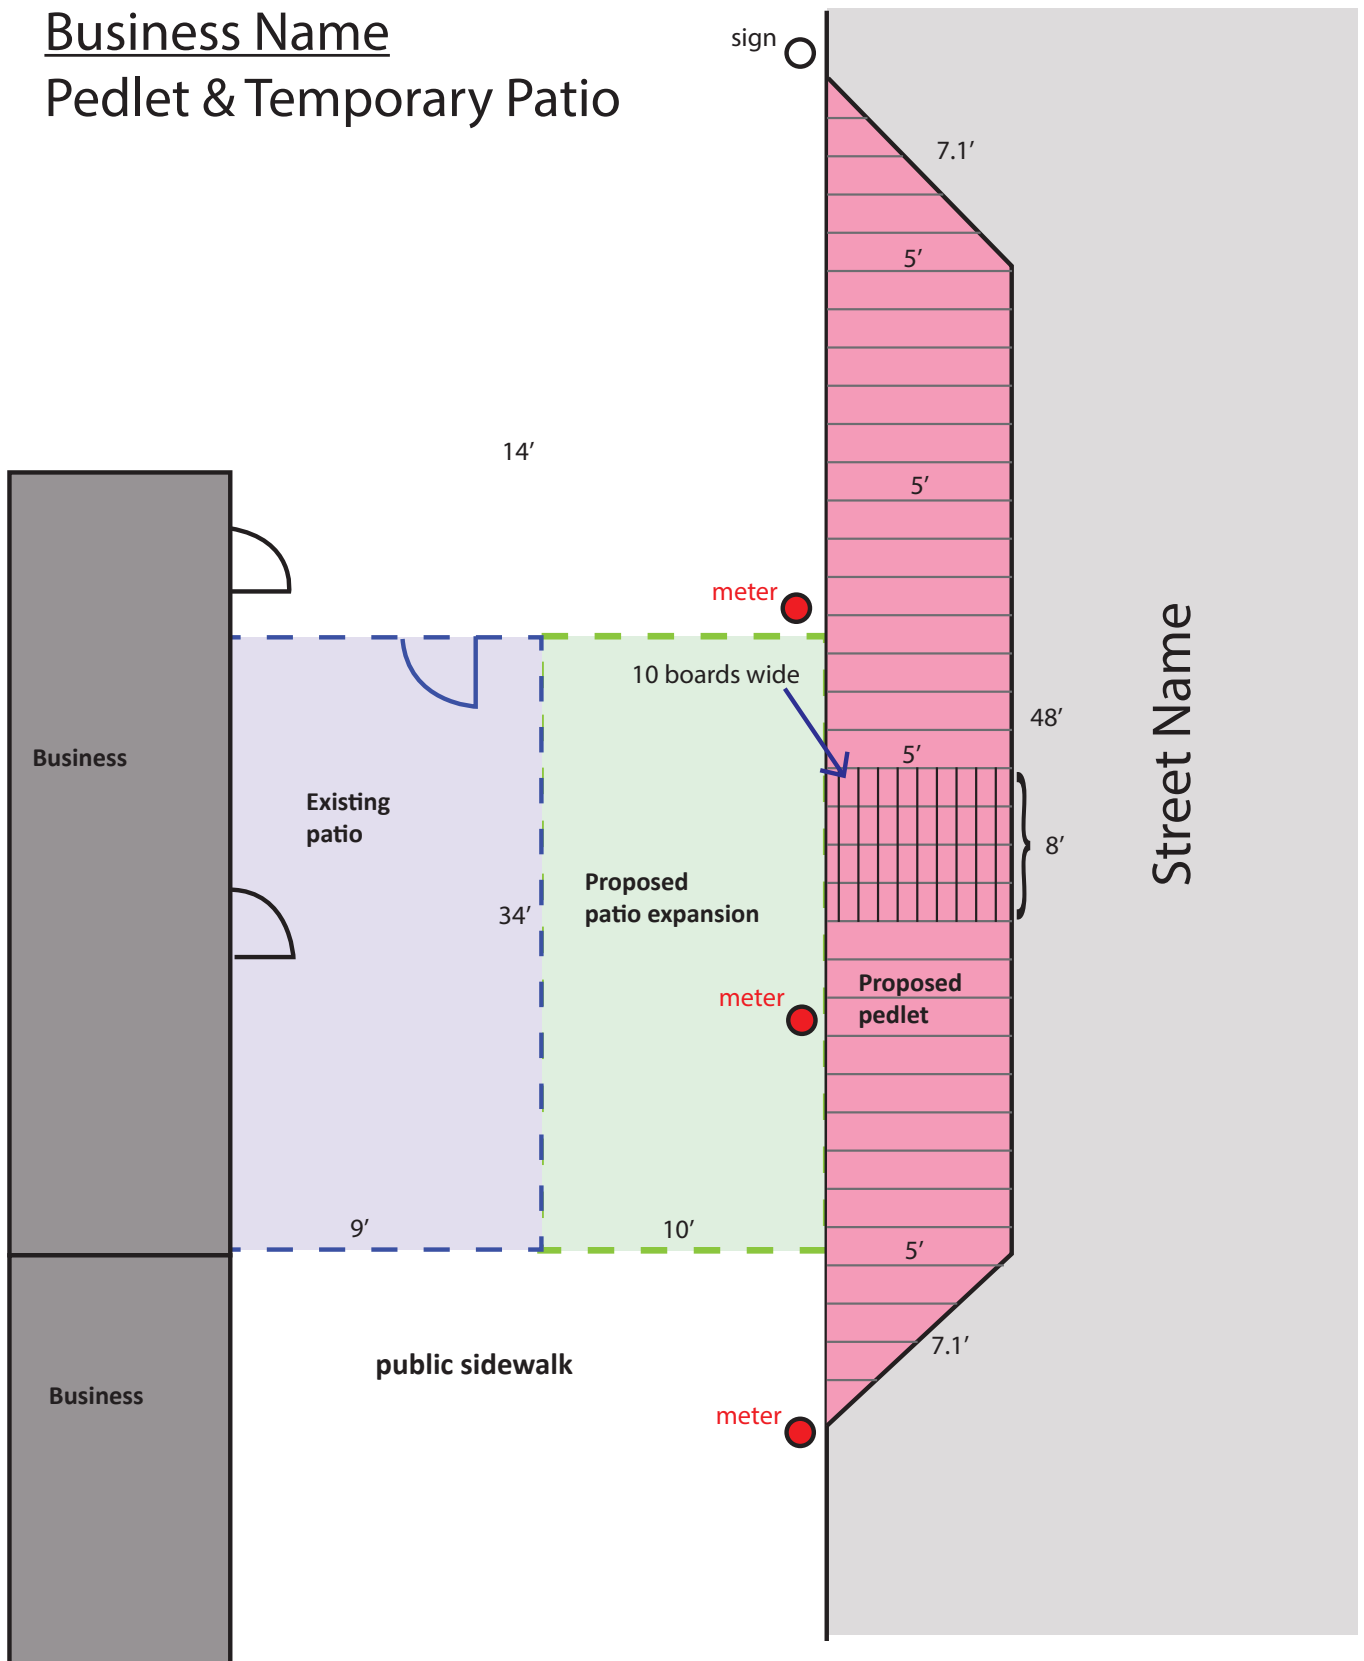 Business Name
Pedlet & Temporary Patio
sign
7.1’
5’
14’
5’
meter
10 boards wide
48’
5’
Street Name
Business
Existing
patio
8’
Proposed
patio expansion
34’
Proposed
pedlet
meter
9’
10’
5’
7.1’
public sidewalk
Business
meter